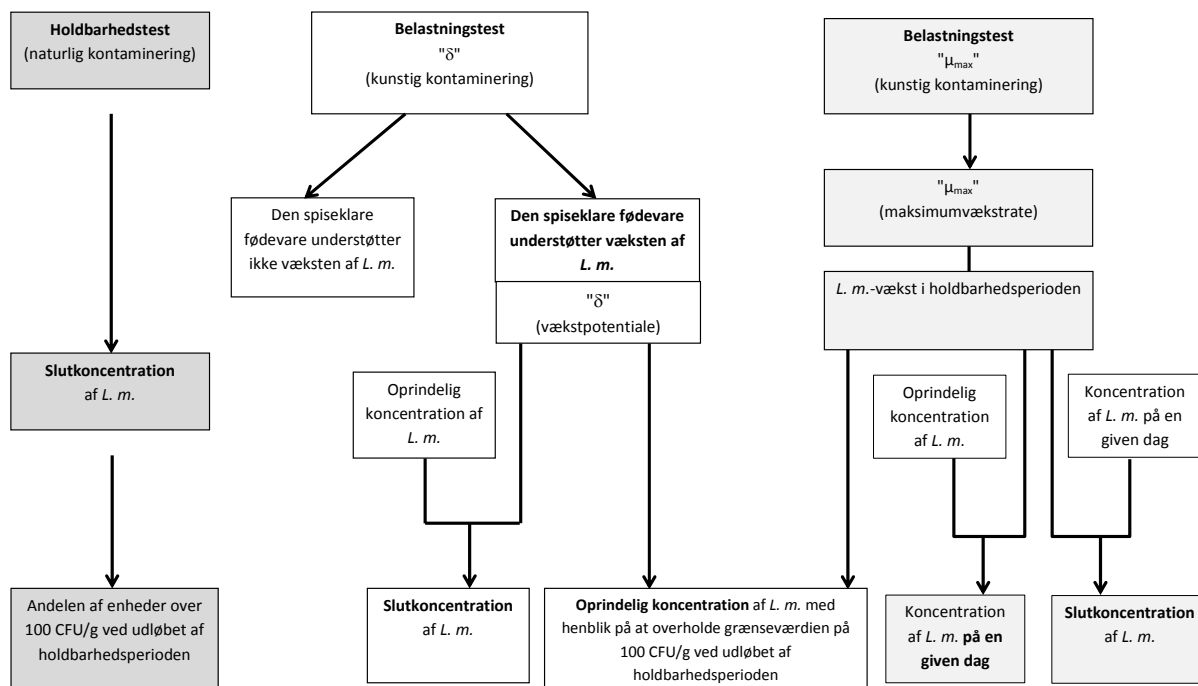 Holdbarhedstest
(naturlig kontaminering)
Belastningstest
"δ"
(kunstig kontaminering)
Belastningstest
"μmax"
(kunstig kontaminering)
Den spiseklare
fødevare understøtter
ikke væksten af L. m.
Den spiseklare fødevare
understøtter væksten af
L. m.
"δ"
(vækstpotentiale)
"μmax"
(maksimumvækstrate)
L. m.-vækst i holdbarhedsperioden
Slutkoncentration
af L. m.
Oprindelig
koncentration af
L. m.
Oprindelig
koncentration
af L. m.
Koncentration
af L. m. på en
given dag
Andelen af enheder over
100 CFU/g ved udløbet af
holdbarhedsperioden
Slutkoncentration
af L. m.
Oprindelig koncentration af L. m. med
henblik på at overholde grænseværdien på
100 CFU/g ved udløbet af
holdbarhedsperioden
Koncentration
af L. m. på en
given dag
Slutkoncentration
af L. m.